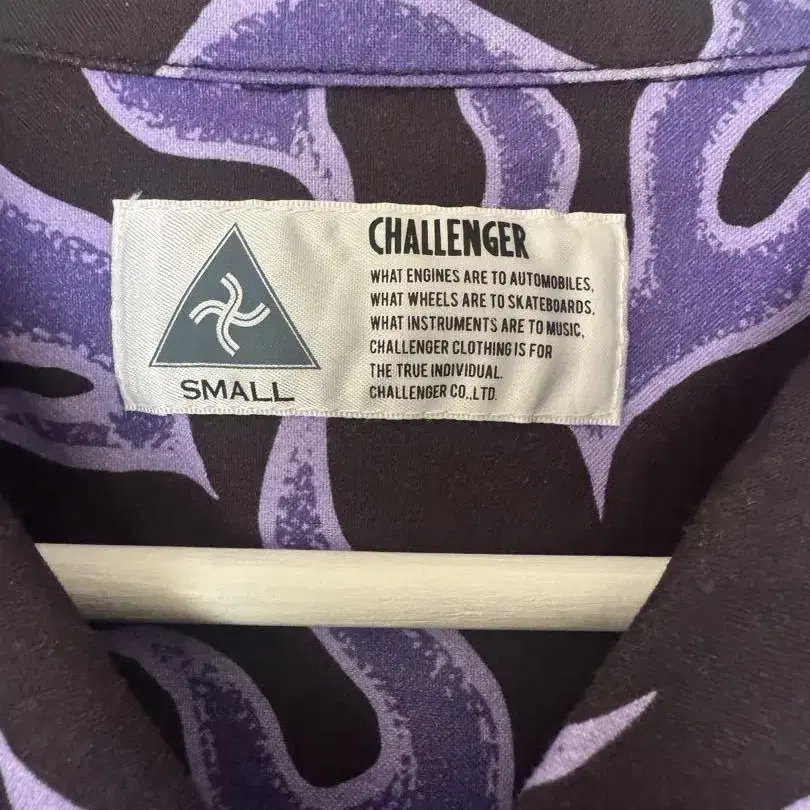 CHALLENGER
WHAT ENGINES ARE TO AUTOMOBILES,
WHAT WHEELS ARE TO SKATEBOARDS,
WHAT INSTRUMENTS ARE TO MUSIC,
CHALLENGER CLOTHING IS FOR
THE TRUE INDIVIDUAL.
CHALLENGER CO.,LTD.
SMALL